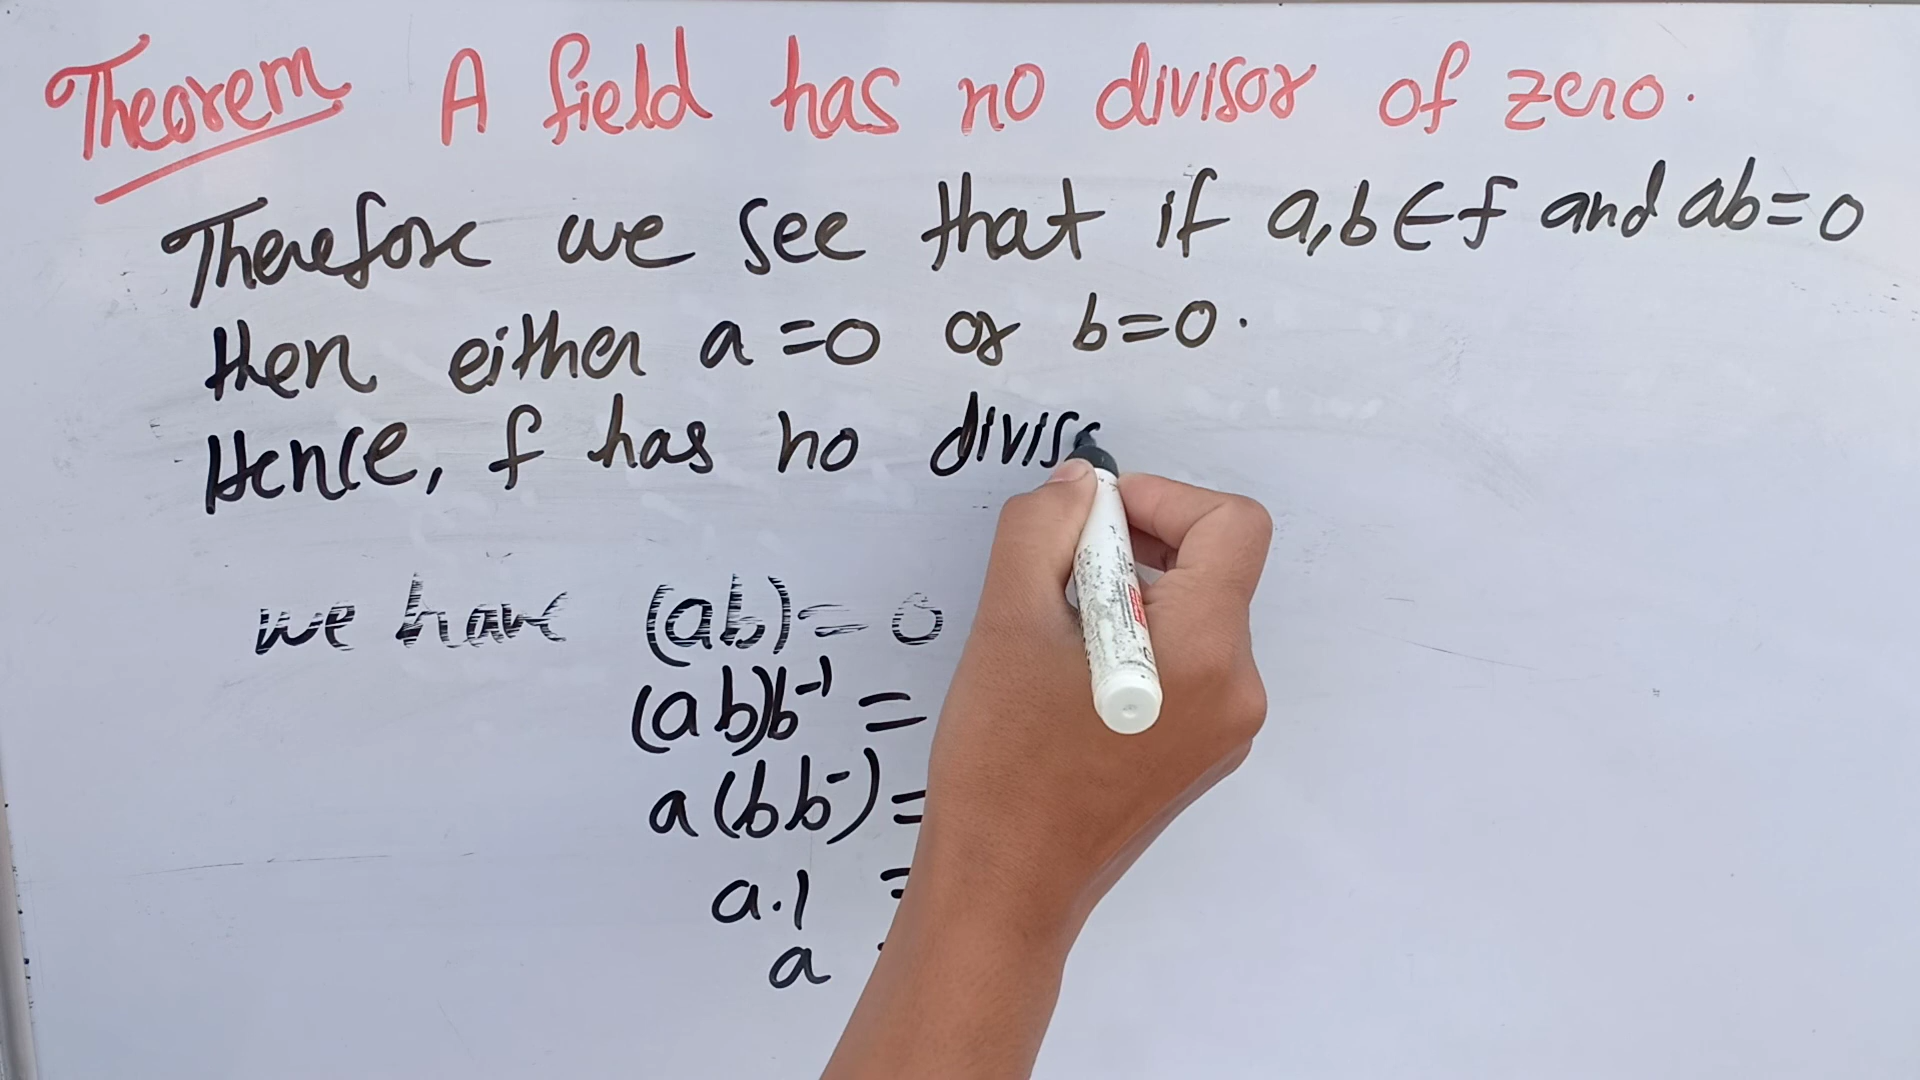 Theorem A field has no divisor of zero.
Therefore we see that if a,b ∈ f and ab=0
then either a=0 or b=0.
Hence, f has no divis
we have (ab)=0
(ab)b⁻¹ =
a(bb⁻) =
a.1 =
a